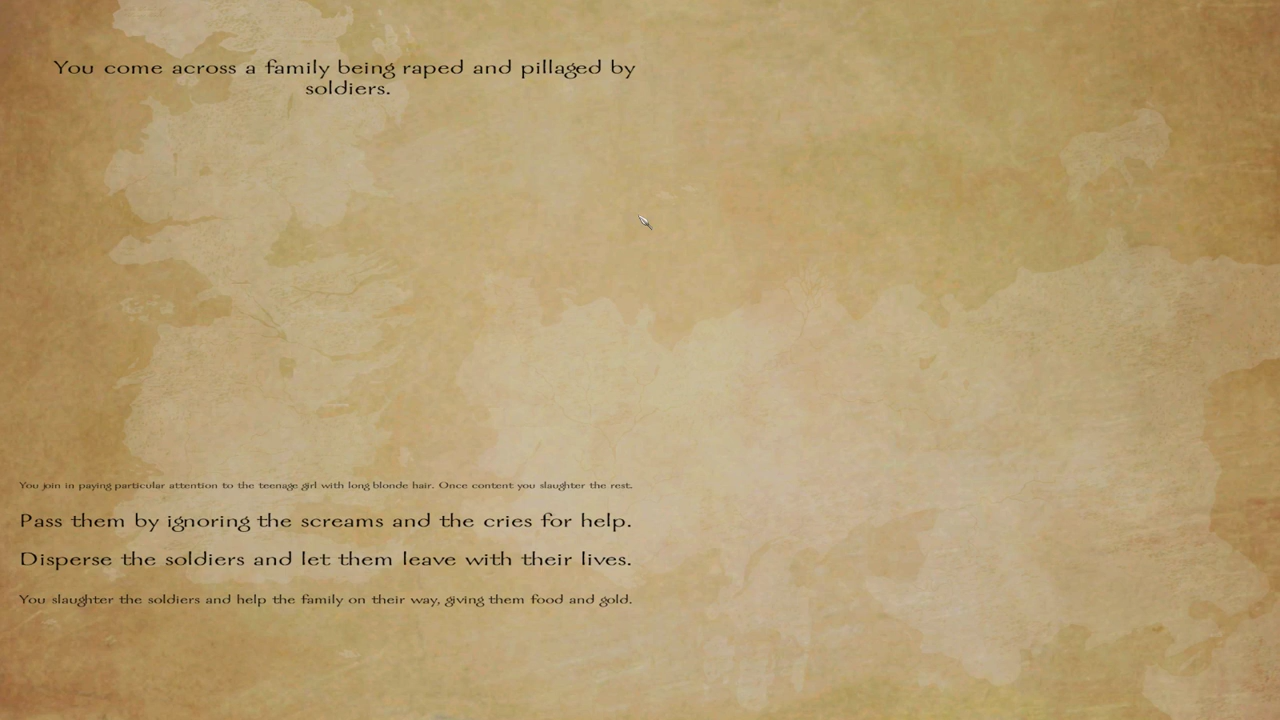 You come across a family being raped and pillaged by
soldiers.
You join in paying particular attention to the teenage girl with long blonde hair. Once content you slaughter the rest.
Pass them by ignoring the screams and the cries for help.
Disperse the soldiers and let them leave with their lives.
You slaughter the soldiers and help the family on their way, giving them food and gold.